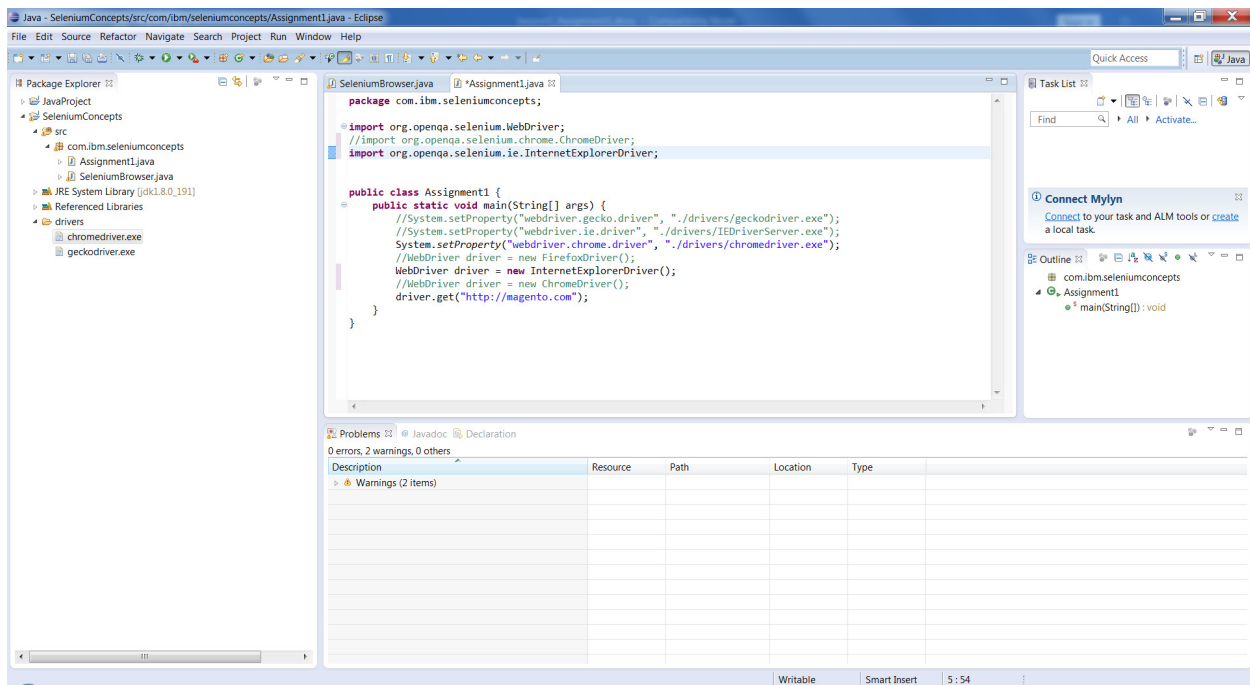 Java - SeleniumConcepts/src/com/ibm/seleniumconcepts/Assignment1.java - Eclipse
File Edit Source Refactor Navigate Search Project Run Window Help
Quick Access
Java
Package Explorer
JavaProject
SeleniumConcepts
src
com.ibm.seleniumconcepts
Assignment1.java
SeleniumBrowser.java
JRE System Library [jdk1.8.0_191]
Referenced Libraries
drivers
chromedriver.exe
geckodriver.exe
SeleniumBrowser.java *Assignment1.java
package com.ibm.seleniumconcepts;
import org.openqa.selenium.WebDriver;
//import org.openqa.selenium.chrome.ChromeDriver;
import org.openqa.selenium.ie.InternetExplorerDriver;
public class Assignment1 {
public static void main(String[] args) {
//System.setProperty("webdriver.gecko.driver", "./drivers/geckodriver.exe");
//System.setProperty("webdriver.ie.driver", "./drivers/IEDriverServer.exe");
System.setProperty("webdriver.chrome.driver", "./drivers/chromedriver.exe");
//WebDriver driver = new FirefoxDriver();
WebDriver driver = new InternetExplorerDriver();
//WebDriver driver = new ChromeDriver();
driver.get("http://magento.com");
}
}
Task List
Find All Activate...
Connect Mylyn
Connect to your task and ALM tools or create
a local task.
Outline
com.ibm.seleniumconcepts
Assignment1
main(String[]) : void
Problems Javadoc Declaration
0 errors, 2 warnings, 0 others
Description Resource Path Location Type
Warnings (2 items)
Writable Smart Insert 5 : 54